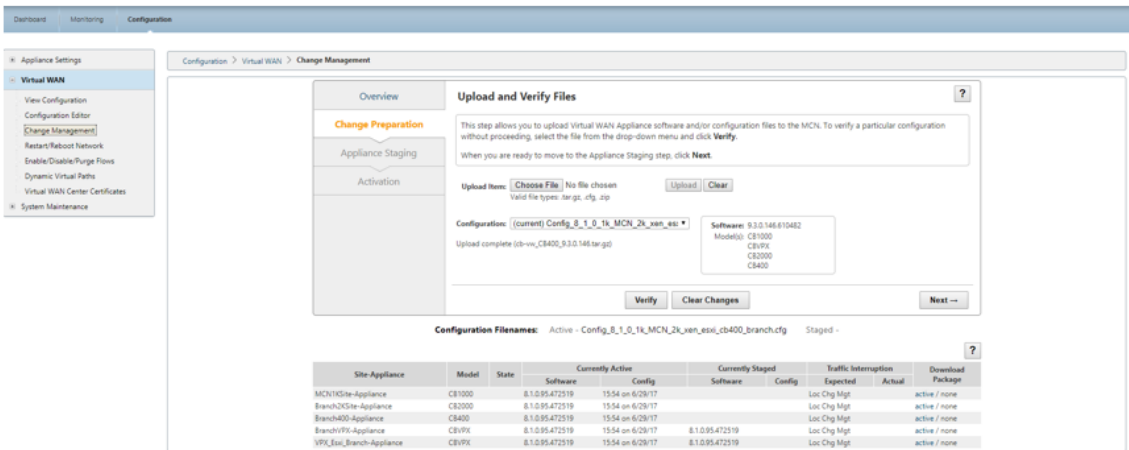 Dashboard Monitoring Configuration
Appliance Settings
Virtual WAN
View Configuration
Configuration Editor
Change Management
Restart/Reboot Network
Enable/Disable/Purge Flows
Dynamic Virtual Paths
Virtual WAN Center Certificates
System Maintenance
Configuration > Virtual WAN > Change Management
Overview
Change Preparation
Appliance Staging
Activation
Upload and Verify Files
?
This step allows you to upload Virtual WAN Appliance software and/or configuration files to the MCN. To verify a particular configuration
without proceeding, select the file from the drop-down menu and click Verify.
When you are ready to move to the Appliance Staging step, click Next.
Upload Item: Choose File No file chosen Upload Clear
Valid file types: .tar.gz, .cfg, .zip
Configuration: (current) Config_8_1_0_1k_MCN_2k_xen_es
Upload complete (cb-vw_CB400_9.3.0.146.tar.gz)
Software: 9.3.0.146.610482
Model(s): CB1000
CBVPX
CB2000
CB400
Verify Clear Changes Next →
Configuration Filenames: Active - Config_8_1_0_1k_MCN_2k_xen_esxi_cb400_branch.cfg Staged -
?
Site-Appliance Model State Currently Active Currently Staged Traffic Interruption Download Package
Software Config Software Config Expected Actual
MCN1KSite-Appliance CB1000 8.1.0.95.472519 15:54 on 6/29/17 Loc Chg Mgt active / none
Branch2KSite-Appliance CB2000 8.1.0.95.472519 15:54 on 6/29/17 Loc Chg Mgt active / none
Branch400-Appliance CB400 8.1.0.95.472519 15:54 on 6/29/17 Loc Chg Mgt active / none
BranchVPX-Appliance CBVPX 8.1.0.95.472519 15:54 on 6/29/17 8.1.0.95.472519 Loc Chg Mgt active / none
VPX_Esxi_Branch-Appliance CBVPX 8.1.0.95.472519 15:54 on 6/29/17 8.1.0.95.472519 Loc Chg Mgt active / none